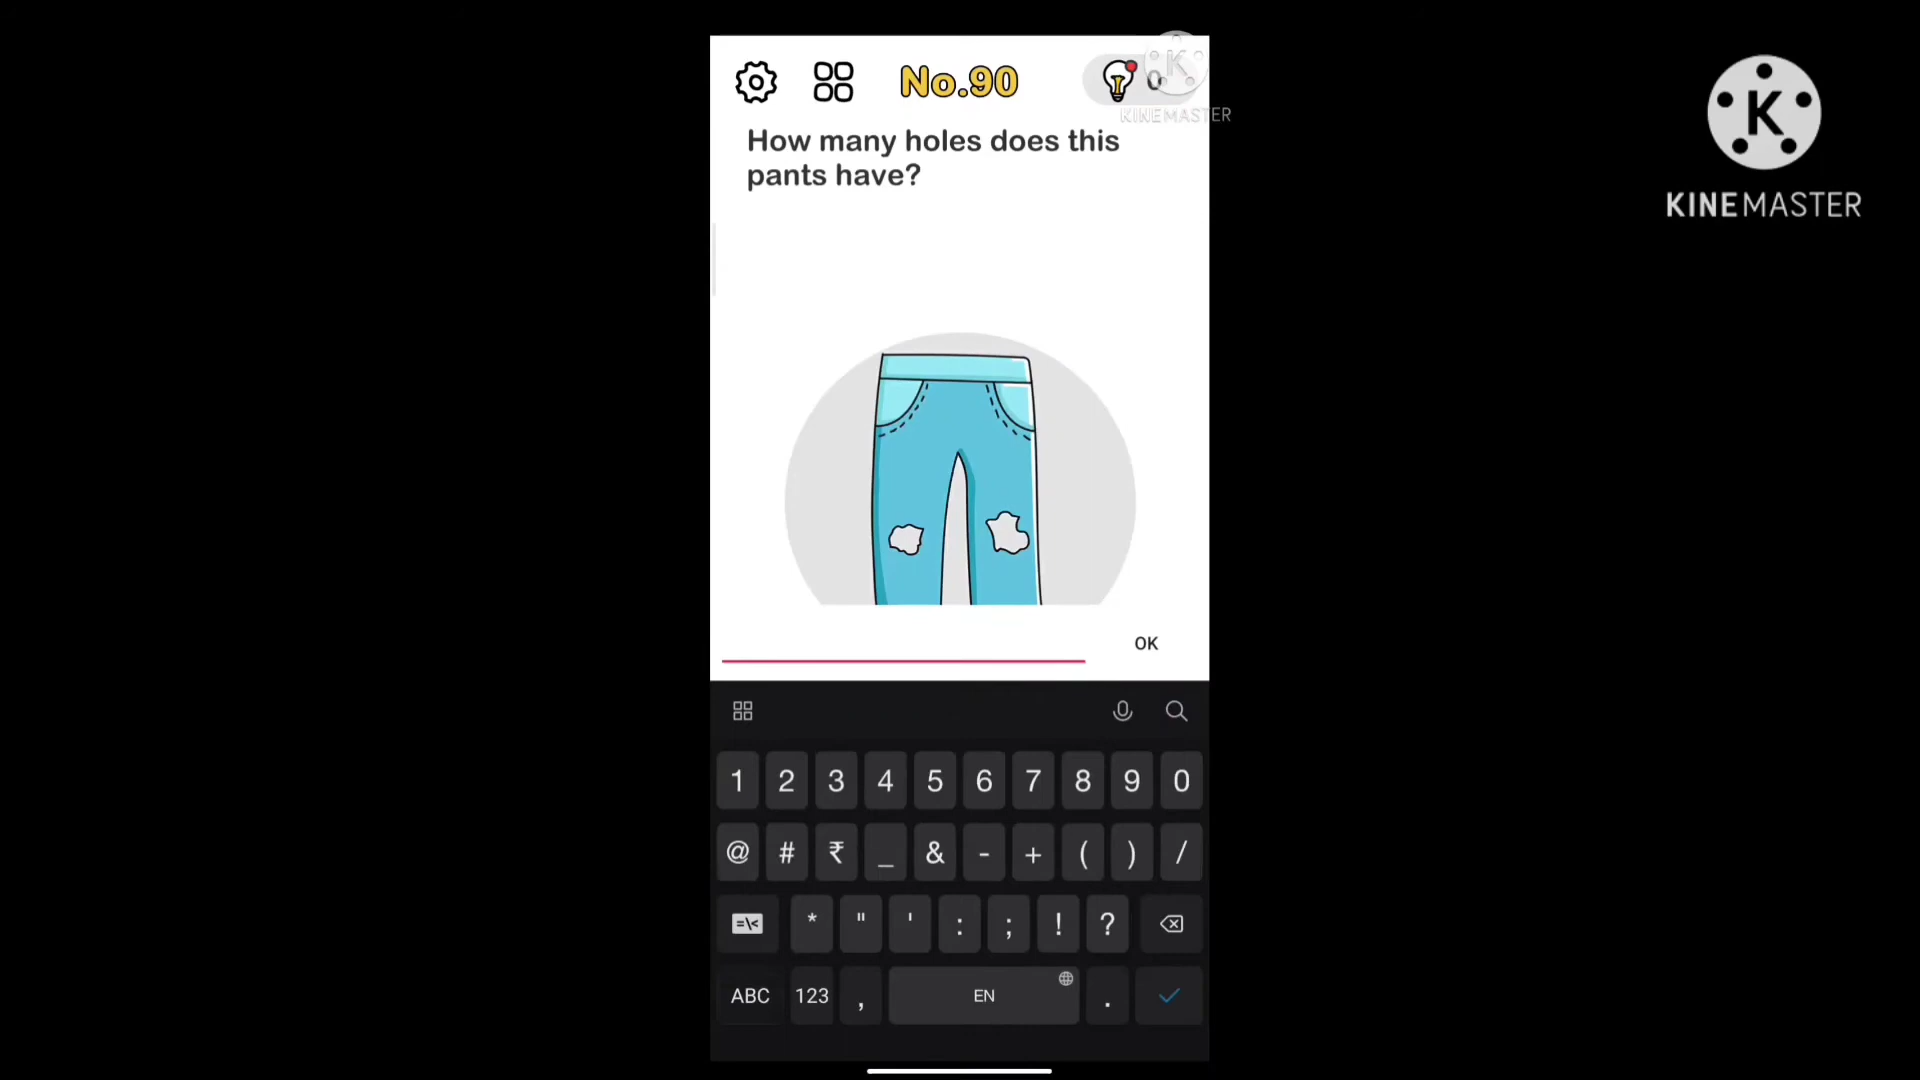 No.90
0
KINEMASTER
K
KINEMASTER
How many holes does this
pants have?
OK
1 2 3 4 5 6 7 8 9 0
@ # ₹ _ & - + ( ) /
=\< * " ' : ; ! ?
ABC 123 , EN .